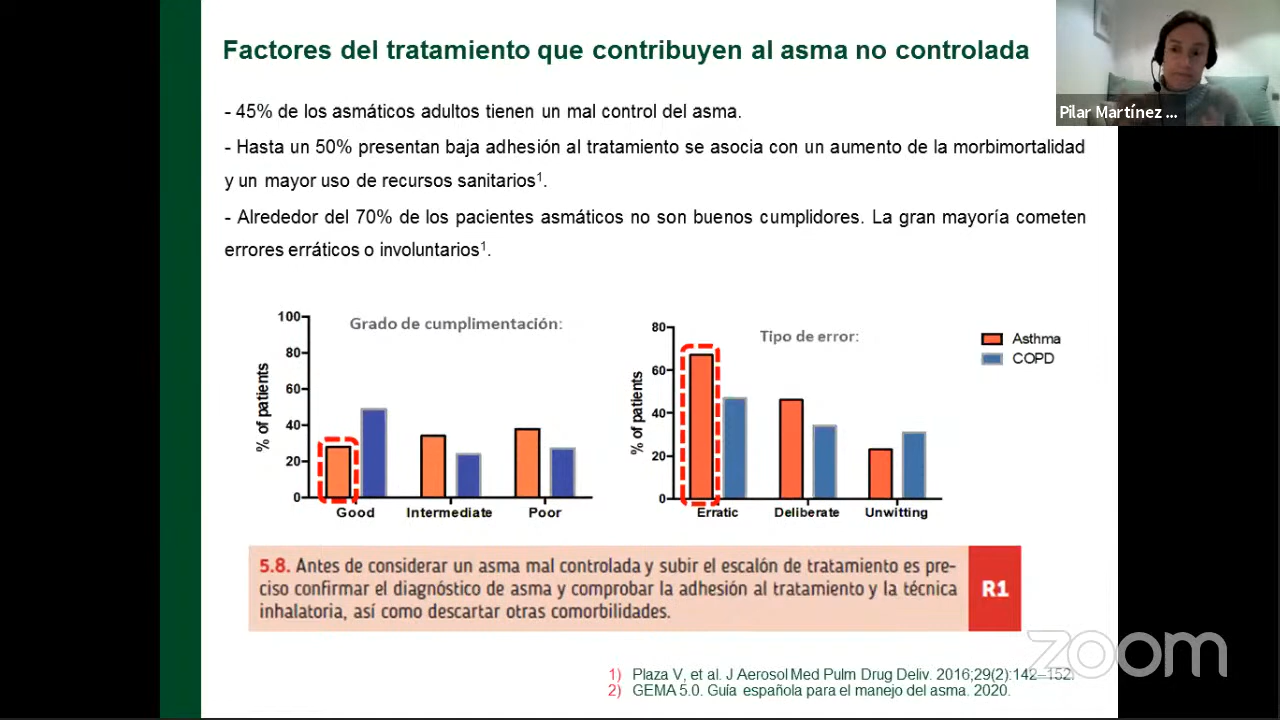 Factores del tratamiento que contribuyen al asma no controlada
Pilar Martínez ...
- 45% de los asmáticos adultos tienen un mal control del asma.
- Hasta un 50% presentan baja adhesión al tratamiento se asocia con un aumento de la morbimortalidad
y un mayor uso de recursos sanitarios¹.
- Alrededor del 70% de los pacientes asmáticos no son buenos cumplidores. La gran mayoría cometen
errores erráticos o involuntarios¹.
Grado de cumplimentación:
% of patients
100
80
60
40
20
0
Good Intermediate Poor
Tipo de error:
% of patients
80
60
40
20
0
Erratic Deliberate Unwitting
Asthma
COPD
5.8. Antes de considerar un asma mal controlada y subir el escalón de tratamiento es pre-
ciso confirmar el diagnóstico de asma y comprobar la adhesión al tratamiento y la técnica
inhalatoria, así como descartar otras comorbilidades.
R1
zoom
1) Plaza V, et al. J Aerosol Med Pulm Drug Deliv. 2016;29(2):142–152.
2) GEMA 5.0. Guía española para el manejo del asma. 2020.